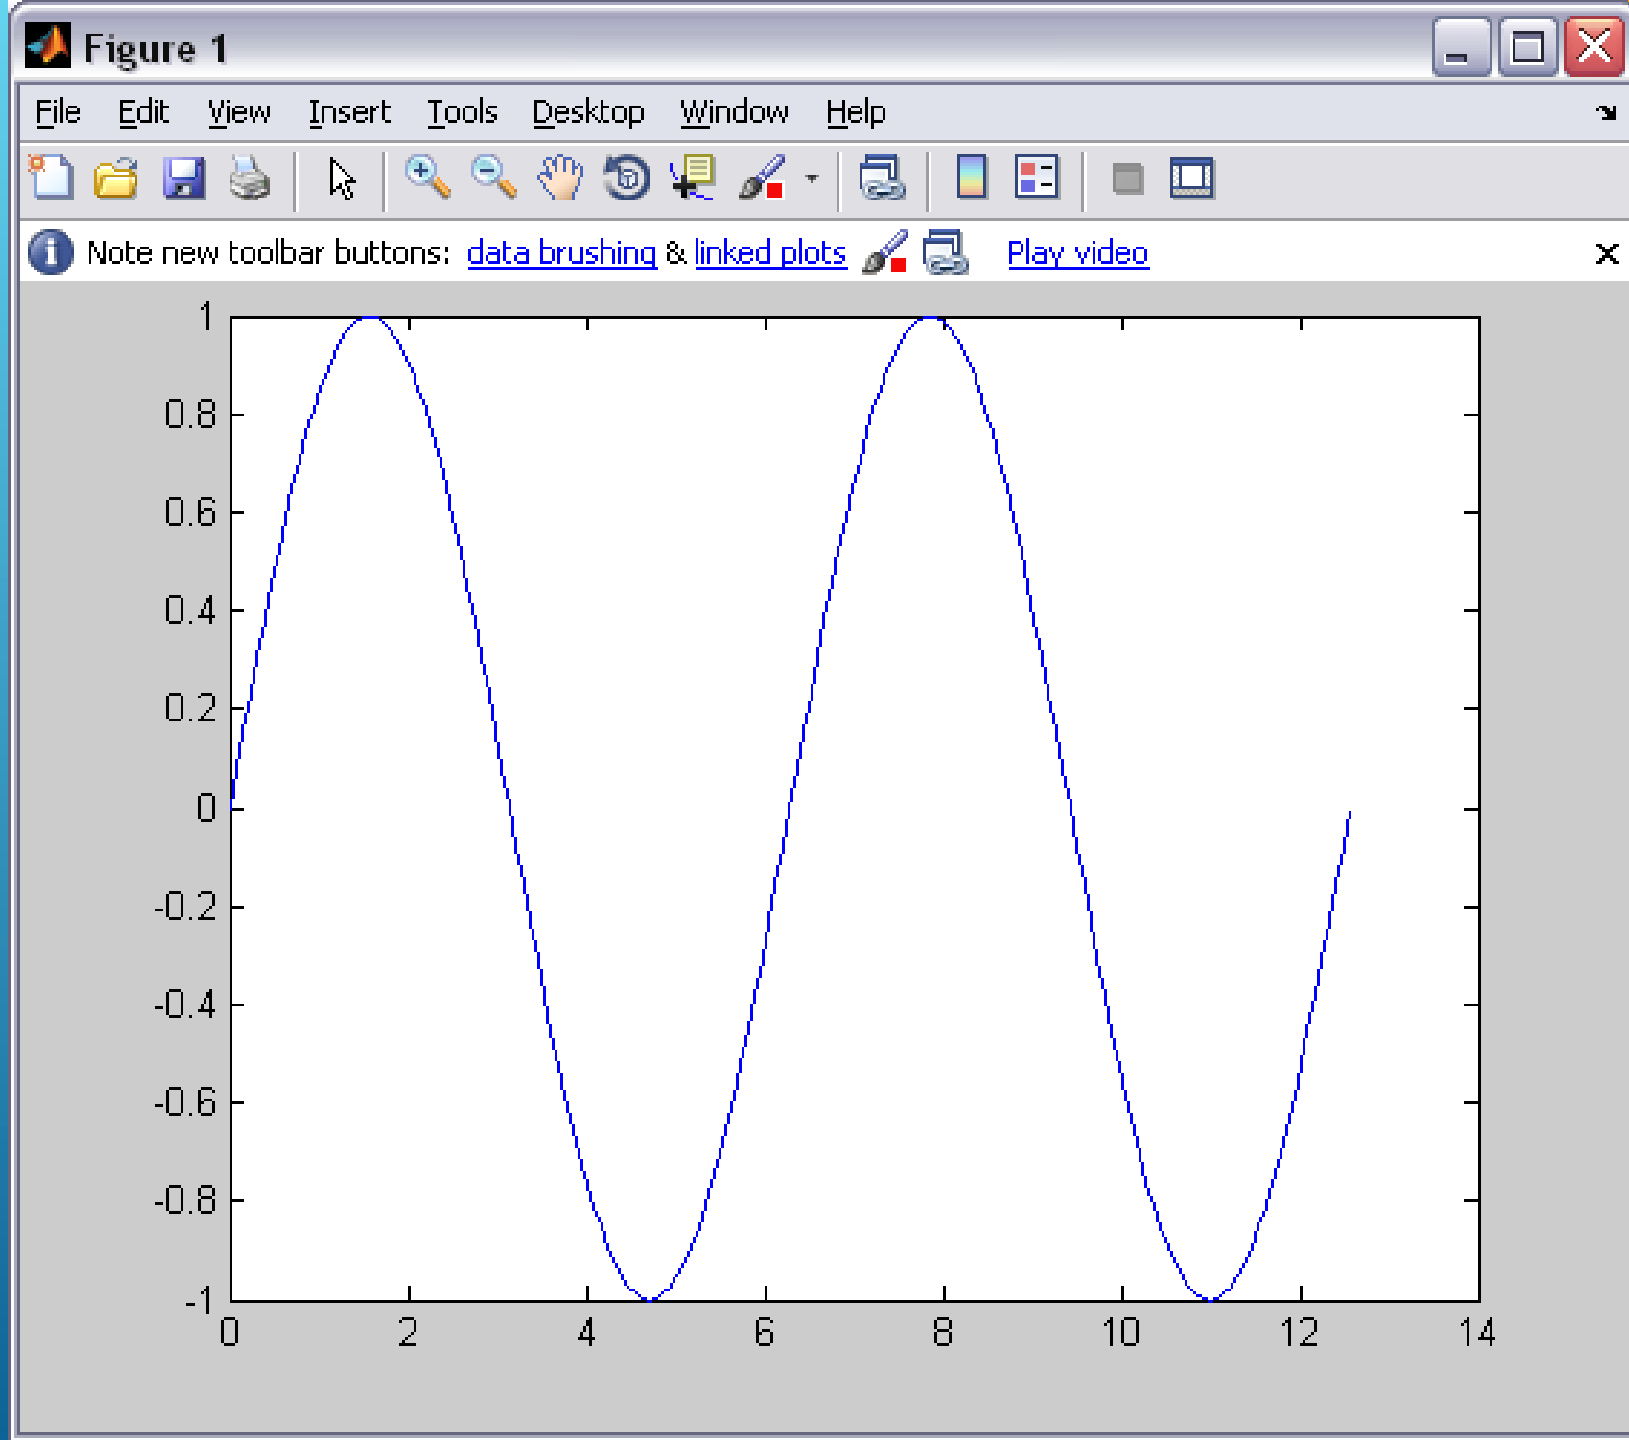 Figure 1
File Edit View Insert Tools Desktop Window Help
Note new toolbar buttons: data brushing & linked plots Play video
1
0.8
0.6
0.4
0.2
0
-0.2
-0.4
-0.6
-0.8
-1
0 2 4 6 8 10 12 14